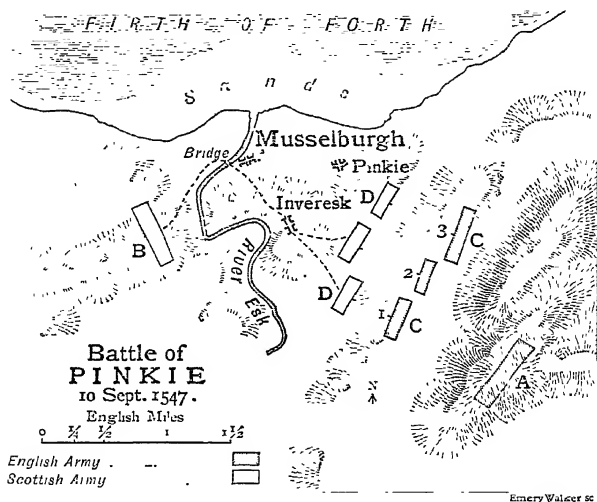 FIRTH OF FORTH
Sands
Musselburgh
Bridge
Pinkie
D
Inveresk
3
C
B
River Esk
2
D
1
C
A
Battle of
PINKIE
10 Sept. 1547.
English Miles
N
0 1/4 1/2 1 1 1/2
English Army
Scottish Army
Emery Walker sc